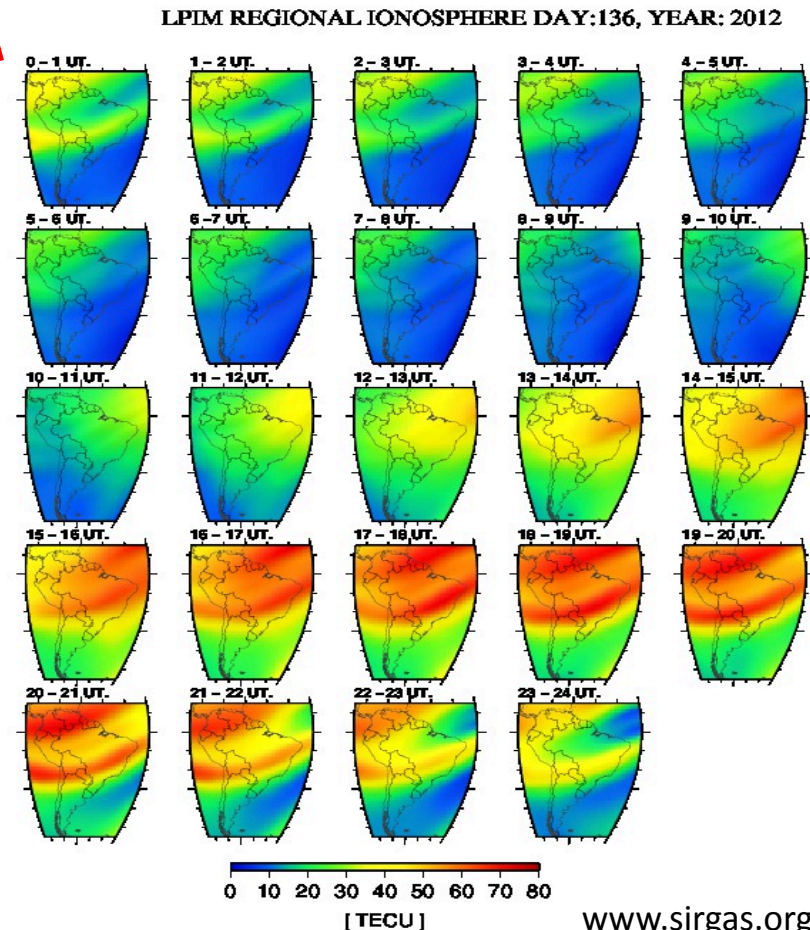 LPIM REGIONAL IONOSPHERE DAY:136, YEAR: 2012
0 – 1 UT.
1 – 2 UT.
2 – 3 UT.
3 – 4 UT.
4 – 5 UT.
5 – 6 UT.
6 –7 UT.
7 – 8 UT.
8 – 9 UT.
9 – 10 UT.
10 – 11 UT.
11 – 12 UT.
12 – 13 UT.
13 – 14 UT.
14 – 15 UT.
15 – 16 UT.
16 – 17 UT.
17 – 18 UT.
18 – 19 UT.
19 – 20 UT.
20 – 21 UT.
21 – 22 UT.
22 – 23 UT.
23 – 24 UT.
0 10 20 30 40 50 60 70 80
[ TECU ]
www.sirgas.org